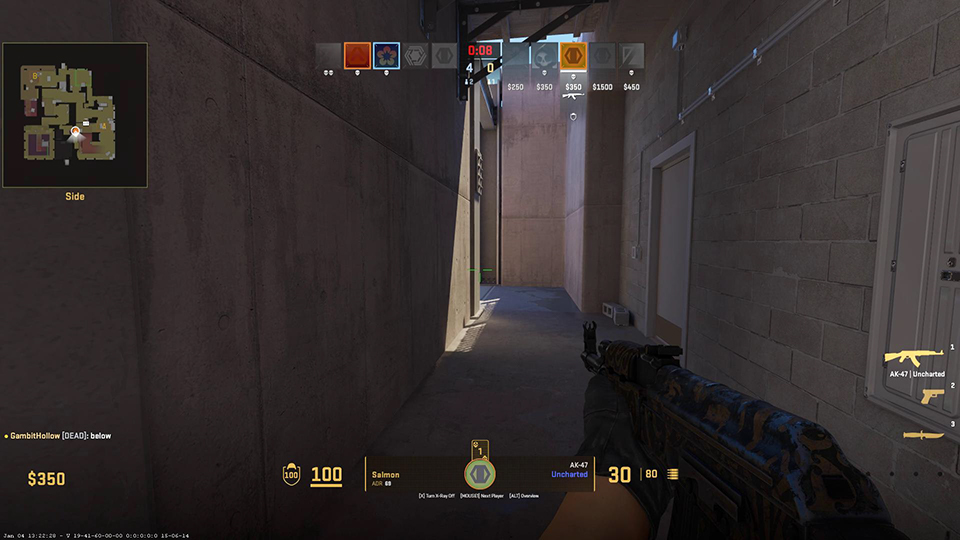 0:08
4 0
$250 $350 $350 $1500 $450
B
Side
1
AK-47 | Uncharted
2
3
● GambitHollow [DEAD]: below
$350
100 100
Salmon
ADR 69
1
AK-47
Uncharted
30 | 80
[X] Turn X-Ray Off [MOUSE1] Next Player [ALT] Overview